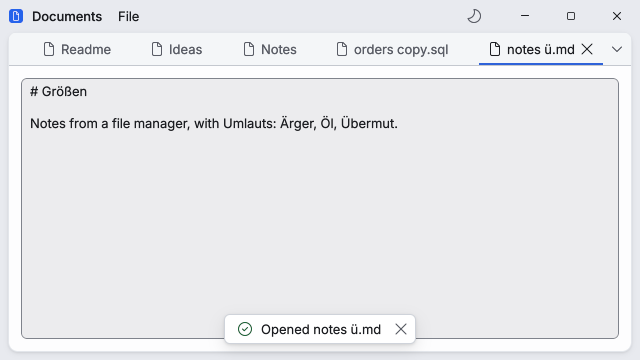 Documents File
Readme Ideas Notes orders copy.sql notes ü.md
# Größen
Notes from a file manager, with Umlauts: Ärger, Öl, Übermut.
Opened notes ü.md